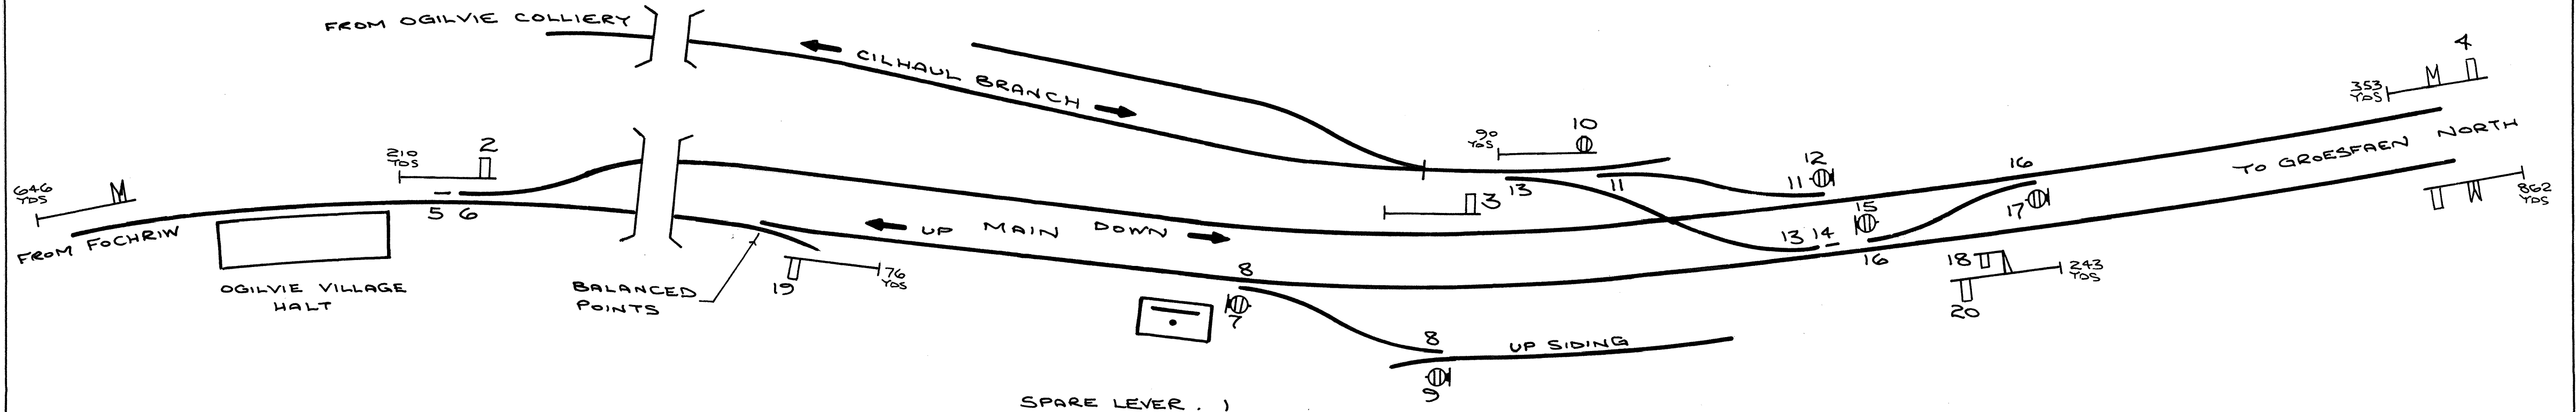 FROM OGILVIE COLLIERY
CILHAUL BRANCH
4
353
YDS
M
10
90
YDS
12
11
16
TO GROESFAEN NORTH
2
210
YDS
646
YDS
M
5 6
FROM FOCHRIW
OGILVIE VILLAGE
HALT
3
13
11
15
17
13 14
16
UP MAIN DOWN
BALANCED
POINTS
19
76
YDS
8
7
18
243
YDS
20
862
YDS
8
UP SIDING
9
SPARE LEVER . 1